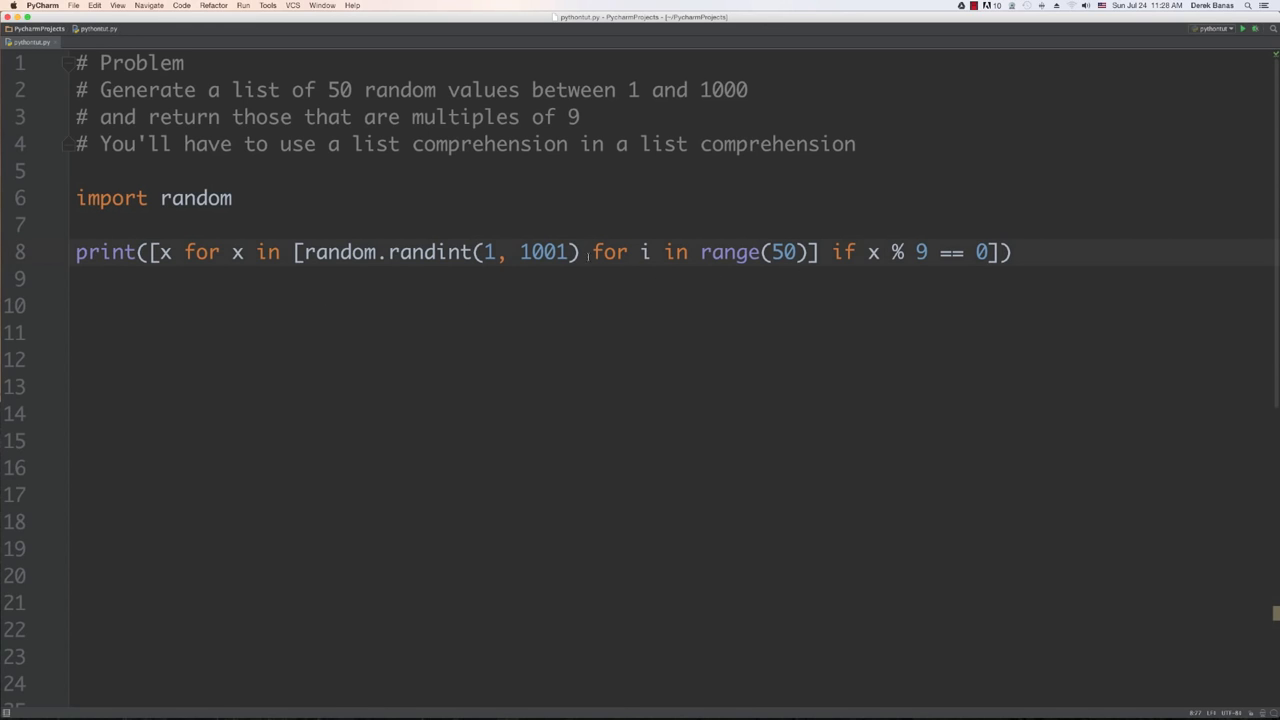 PyCharm File Edit View Navigate Code Refactor Run Tools VCS Window Help 10 Sun Jul 24 11:28 AM Derek Banas
pythontut.py - PycharmProjects - [~/PycharmProjects]
PycharmProjects pythontut.py pythontut
pythontut.py
1 # Problem
2 # Generate a list of 50 random values between 1 and 1000
3 # and return those that are multiples of 9
4 # You'll have to use a list comprehension in a list comprehension
5
6 import random
7
8 print([x for x in [random.randint(1, 1001) for i in range(50)] if x % 9 == 0])
9
10
11
12
13
14
15
16
17
18
19
20
21
22
23
24
25
8:27 LF≑ UTF-8≑